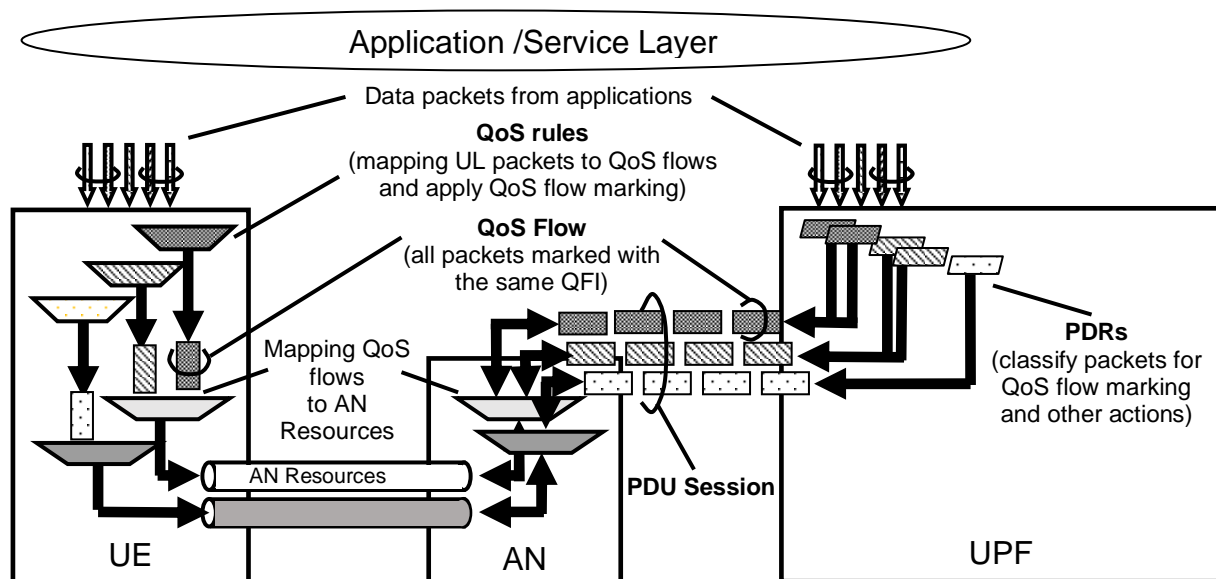 Application /Service Layer
Data packets from applications
QoS rules
(mapping UL packets to QoS flows
and apply QoS flow marking)
QoS Flow
(all packets marked with
the same QFI)
Mapping QoS
flows
to AN
Resources
PDRs
(classify packets for
QoS flow marking
and other actions)
AN Resources
PDU Session
UE
AN
UPF